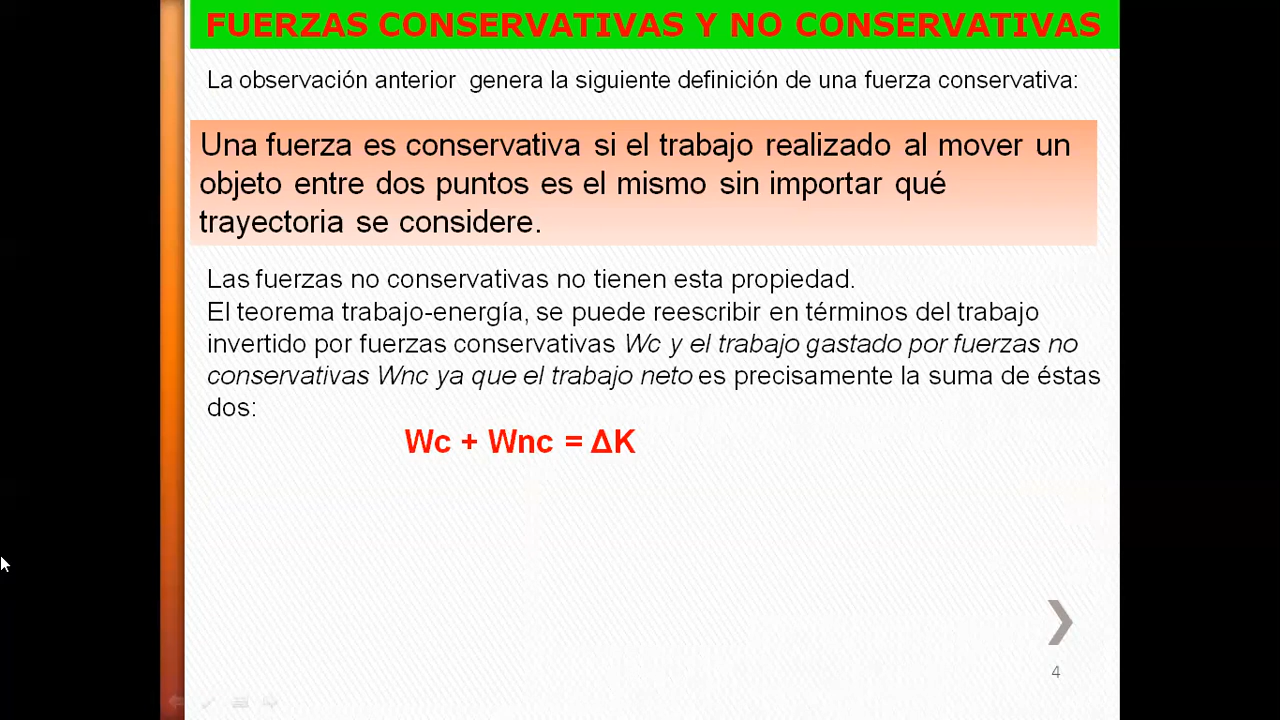 FUERZAS CONSERVATIVAS Y NO CONSERVATIVAS
La observación anterior genera la siguiente definición de una fuerza conservativa:
Una fuerza es conservativa si el trabajo realizado al mover un
objeto entre dos puntos es el mismo sin importar qué
trayectoria se considere.
Las fuerzas no conservativas no tienen esta propiedad.
El teorema trabajo-energía, se puede reescribir en términos del trabajo
invertido por fuerzas conservativas Wc y el trabajo gastado por fuerzas no
conservativas Wnc ya que el trabajo neto es precisamente la suma de éstas
dos:
Wc + Wnc = ΔK
4